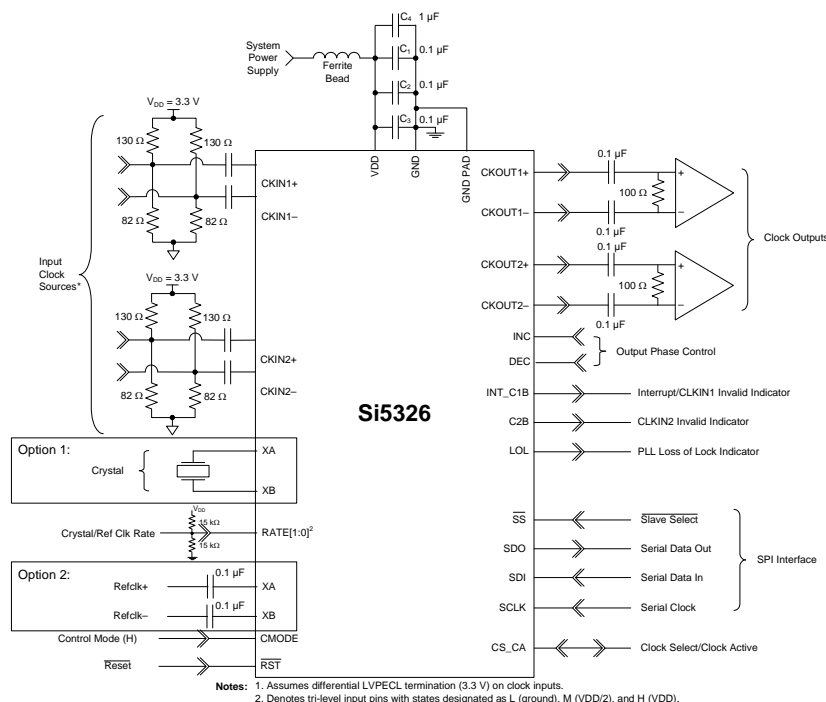 C₄ 1 µF
System Power Supply
Ferrite Bead
C₁ 0.1 µF
C₂ 0.1 µF
C₃ 0.1 µF
VDD
GND
GND PAD
V_DD = 3.3 V
130 Ω
130 Ω
CKIN1+
CKIN1–
82 Ω
82 Ω
Input Clock Sources*
V_DD = 3.3 V
130 Ω
130 Ω
CKIN2+
CKIN2–
82 Ω
82 Ω
Option 1:
Crystal
XA
XB
V_DD
15 kΩ
15 kΩ
Crystal/Ref Clk Rate
RATE[1:0]²
Option 2:
Refclk+
0.1 µF
XA
Refclk–
0.1 µF
XB
Control Mode (H)
CMODE
Reset
RST
Si5326
CKOUT1+
0.1 µF
100 Ω
+
–
CKOUT1–
0.1 µF
CKOUT2+
0.1 µF
100 Ω
+
–
CKOUT2–
0.1 µF
Clock Outputs
INC
DEC
Output Phase Control
INT_C1B
Interrupt/CLKIN1 Invalid Indicator
C2B
CLKIN2 Invalid Indicator
LOL
PLL Loss of Lock Indicator
SS
Slave Select
SDO
Serial Data Out
SDI
Serial Data In
SCLK
Serial Clock
SPI Interface
CS_CA
Clock Select/Clock Active
Notes: 1. Assumes differential LVPECL termination (3.3 V) on clock inputs.
2. Denotes tri-level input pins with states designated as L (ground), M (VDD/2), and H (VDD).